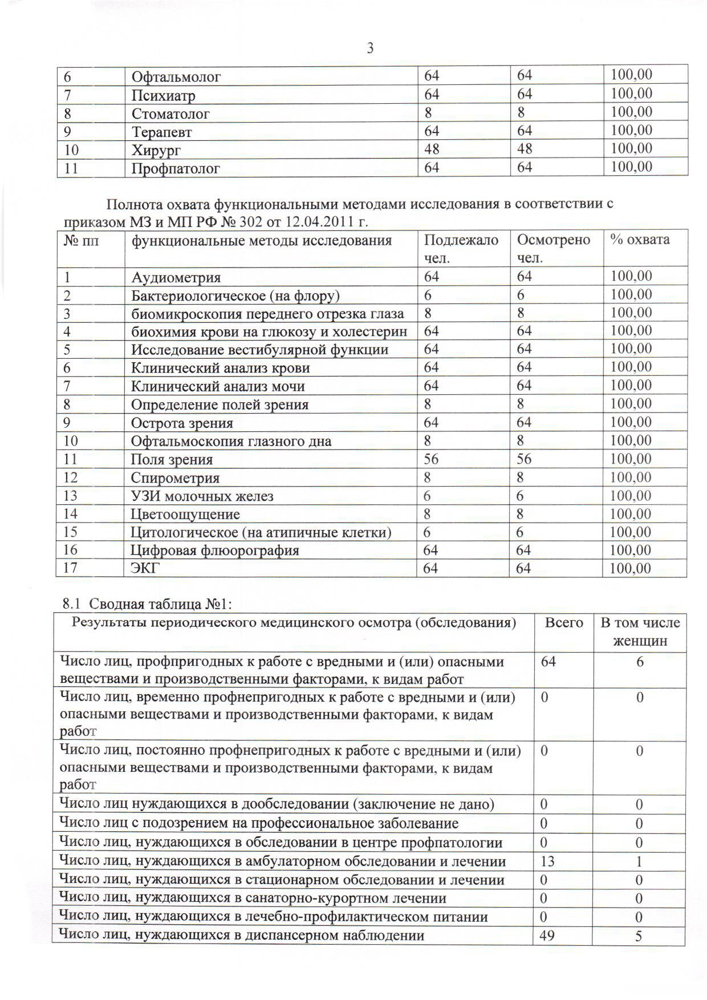 3
6 Офтальмолог 64 64 100,00
7 Психиатр 64 64 100,00
8 Стоматолог 8 8 100,00
9 Терапевт 64 64 100,00
10 Хирург 48 48 100,00
11 Профпатолог 64 64 100,00
Полнота охвата функциональными методами исследования в соответствии с
приказом МЗ и МП РФ № 302 от 12.04.2011 г.
№ пп функциональные методы исследования Подлежало Осмотрено % охвата
чел. чел.
1 Аудиометрия 64 64 100,00
2 Бактериологическое (на флору) 6 6 100,00
3 биомикроскопия переднего отрезка глаза 8 8 100,00
4 биохимия крови на глюкозу и холестерин 64 64 100,00
5 Исследование вестибулярной функции 64 64 100,00
6 Клинический анализ крови 64 64 100,00
7 Клинический анализ мочи 64 64 100,00
8 Определение полей зрения 8 8 100,00
9 Острота зрения 64 64 100,00
10 Офтальмоскопия глазного дна 8 8 100,00
11 Поля зрения 56 56 100,00
12 Спирометрия 8 8 100,00
13 УЗИ молочных желез 6 6 100,00
14 Цветоощущение 8 8 100,00
15 Цитологическое (на атипичные клетки) 6 6 100,00
16 Цифровая флюорография 64 64 100,00
17 ЭКГ 64 64 100,00
8.1 Сводная таблица №1:
Результаты периодического медицинского осмотра (обследования) Всего В том числе
женщин
Число лиц, профпригодных к работе с вредными и (или) опасными 64 6
веществами и производственными факторами, к видам работ
Число лиц, временно профнепригодных к работе с вредными и (или) 0 0
опасными веществами и производственными факторами, к видам
работ
Число лиц, постоянно профнепригодных к работе с вредными и (или) 0 0
опасными веществами и производственными факторами, к видам
работ
Число лиц нуждающихся в дообследовании (заключение не дано) 0 0
Число лиц с подозрением на профессиональное заболевание 0 0
Число лиц, нуждающихся в обследовании в центре профпатологии 0 0
Число лиц, нуждающихся в амбулаторном обследовании и лечении 13 1
Число лиц, нуждающихся в стационарном обследовании и лечении 0 0
Число лиц, нуждающихся в санаторно-курортном лечении 0 0
Число лиц, нуждающихся в лечебно-профилактическом питании 0 0
Число лиц, нуждающихся в диспансерном наблюдении 49 5